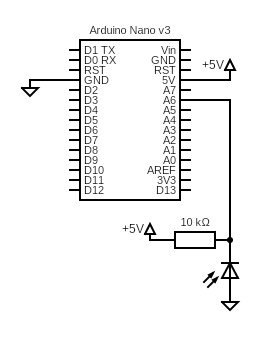 Arduino Nano v3
D1 TX Vin
D0 RX GND
RST RST
GND 5V
D2 A7
D3 A6
D4 A5
D5 A4
D6 A3
D7 A2
D8 A1
D9 A0
D10 AREF
D11 3V3
D12 D13
+5V
10 kΩ
+5V